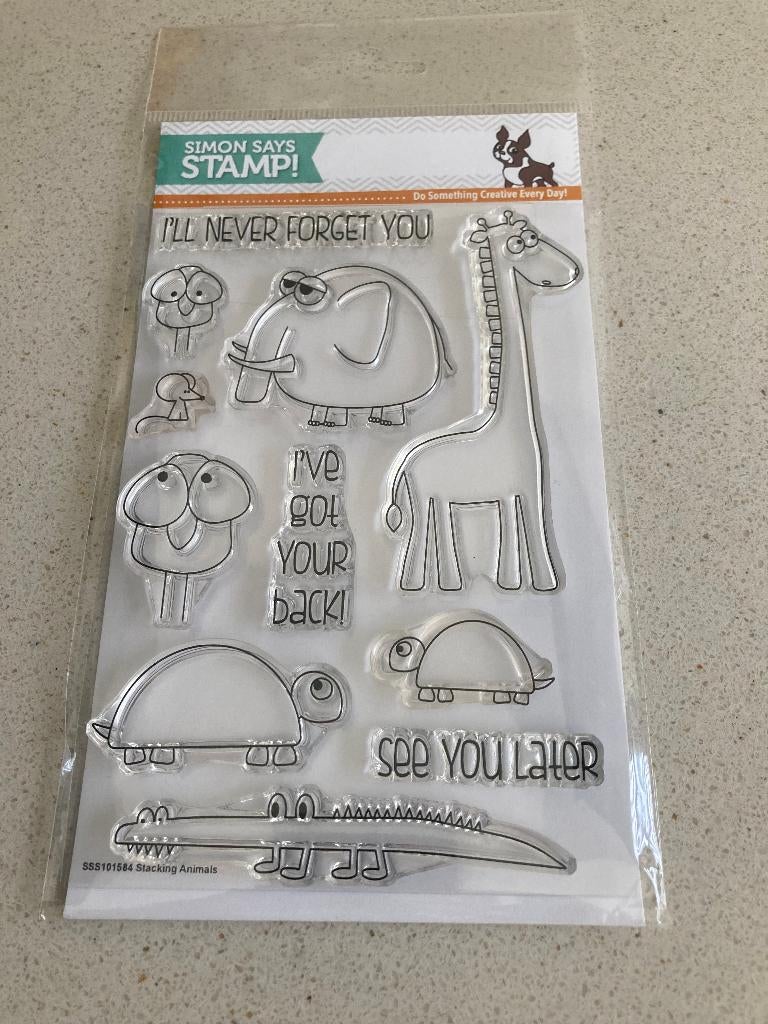 SIMON SAYS
STAMP!
Do Something Creative Every Day!
I'LL NEVER FORGET YOU
I'VE
got
YOUR
back!
see you Later
SSS101584 Stacking Animals